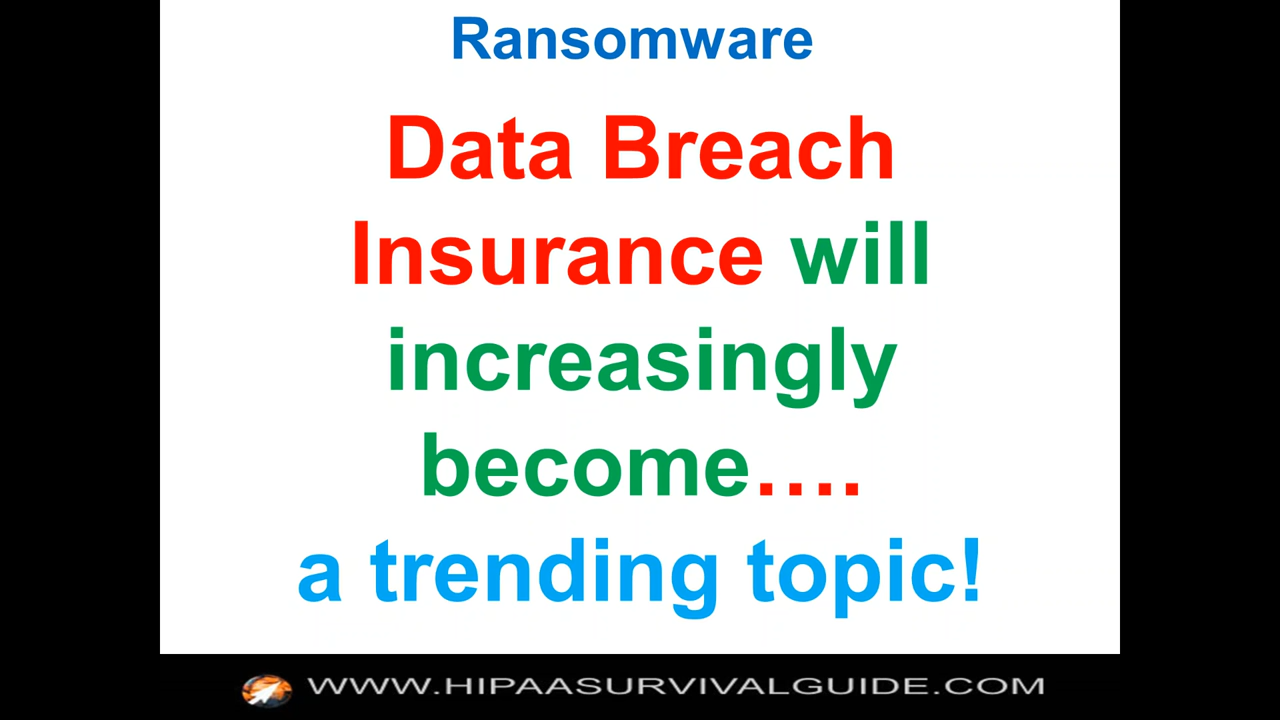 Ransomware
Data Breach
Insurance will
increasingly
become….
a trending topic!
WWW.HIPAASURVIVALGUIDE.COM